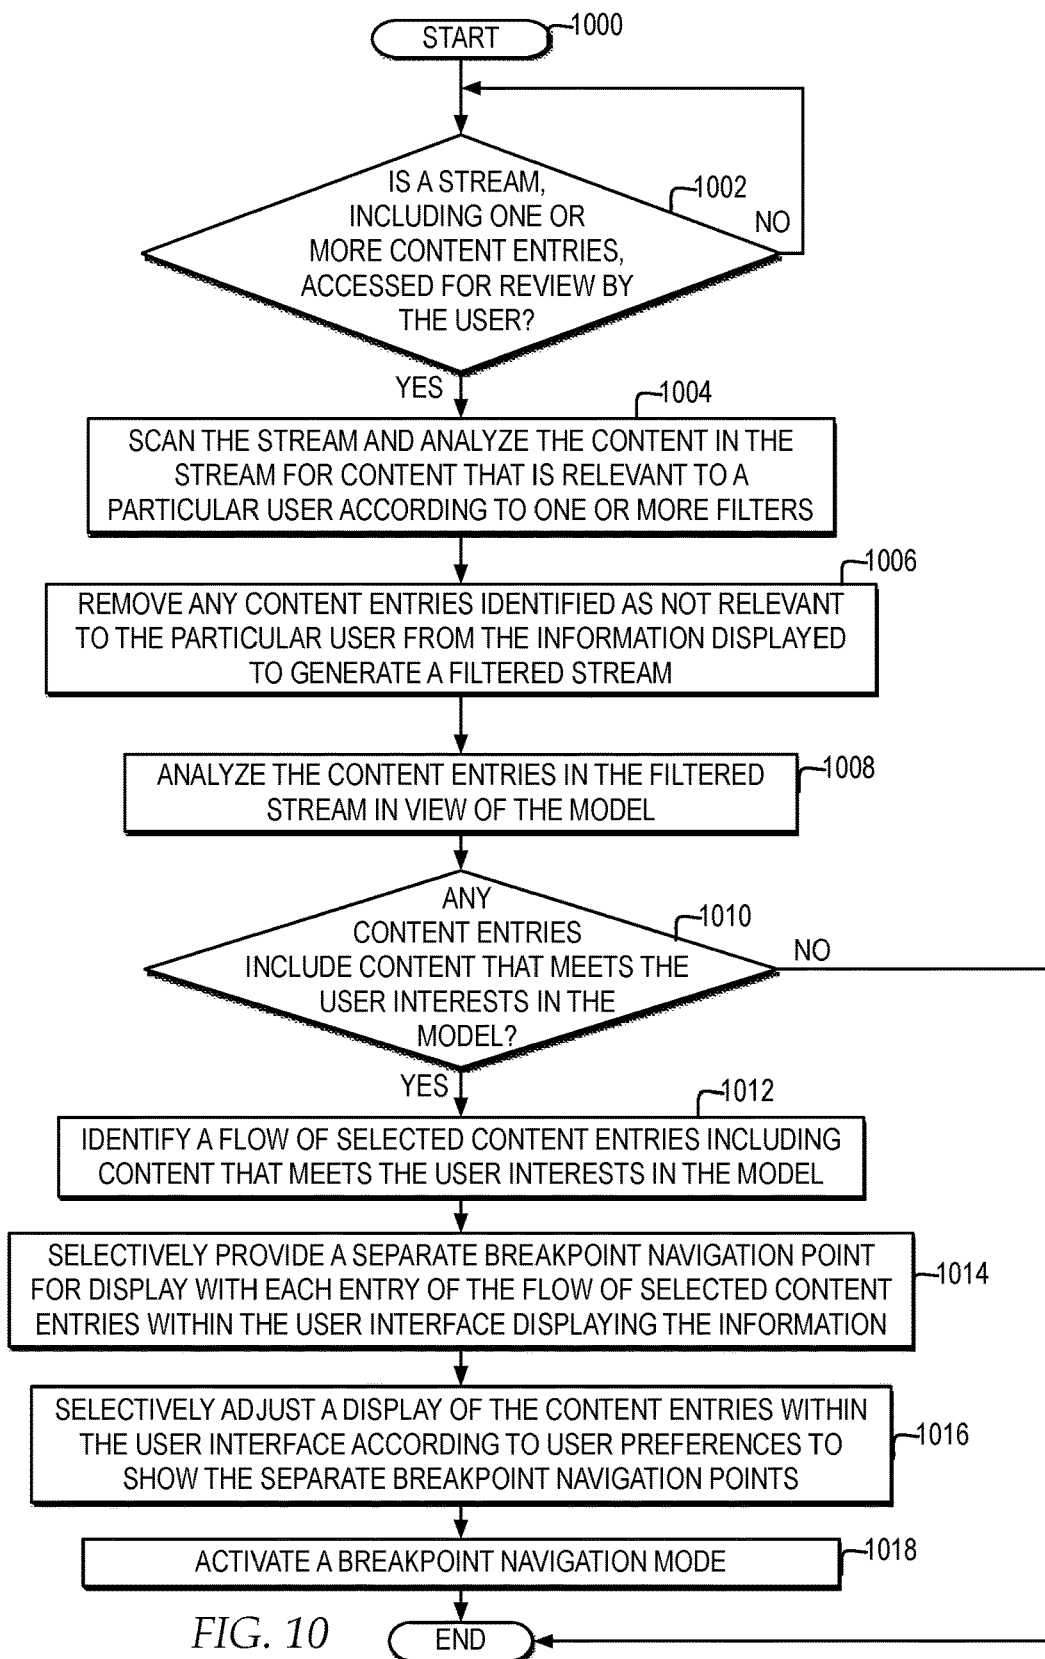 START
1000
IS A STREAM,
INCLUDING ONE OR
MORE CONTENT ENTRIES,
ACCESSED FOR REVIEW BY
THE USER?
1002
NO
YES
1004
SCAN THE STREAM AND ANALYZE THE CONTENT IN THE
STREAM FOR CONTENT THAT IS RELEVANT TO A
PARTICULAR USER ACCORDING TO ONE OR MORE FILTERS
1006
REMOVE ANY CONTENT ENTRIES IDENTIFIED AS NOT RELEVANT
TO THE PARTICULAR USER FROM THE INFORMATION DISPLAYED
TO GENERATE A FILTERED STREAM
1008
ANALYZE THE CONTENT ENTRIES IN THE FILTERED
STREAM IN VIEW OF THE MODEL
ANY
CONTENT ENTRIES
INCLUDE CONTENT THAT MEETS THE
USER INTERESTS IN THE
MODEL?
1010
NO
YES
1012
IDENTIFY A FLOW OF SELECTED CONTENT ENTRIES INCLUDING
CONTENT THAT MEETS THE USER INTERESTS IN THE MODEL
SELECTIVELY PROVIDE A SEPARATE BREAKPOINT NAVIGATION POINT
FOR DISPLAY WITH EACH ENTRY OF THE FLOW OF SELECTED CONTENT
ENTRIES WITHIN THE USER INTERFACE DISPLAYING THE INFORMATION
1014
SELECTIVELY ADJUST A DISPLAY OF THE CONTENT ENTRIES WITHIN
THE USER INTERFACE ACCORDING TO USER PREFERENCES TO
SHOW THE SEPARATE BREAKPOINT NAVIGATION POINTS
1016
ACTIVATE A BREAKPOINT NAVIGATION MODE
1018
FIG. 10
END